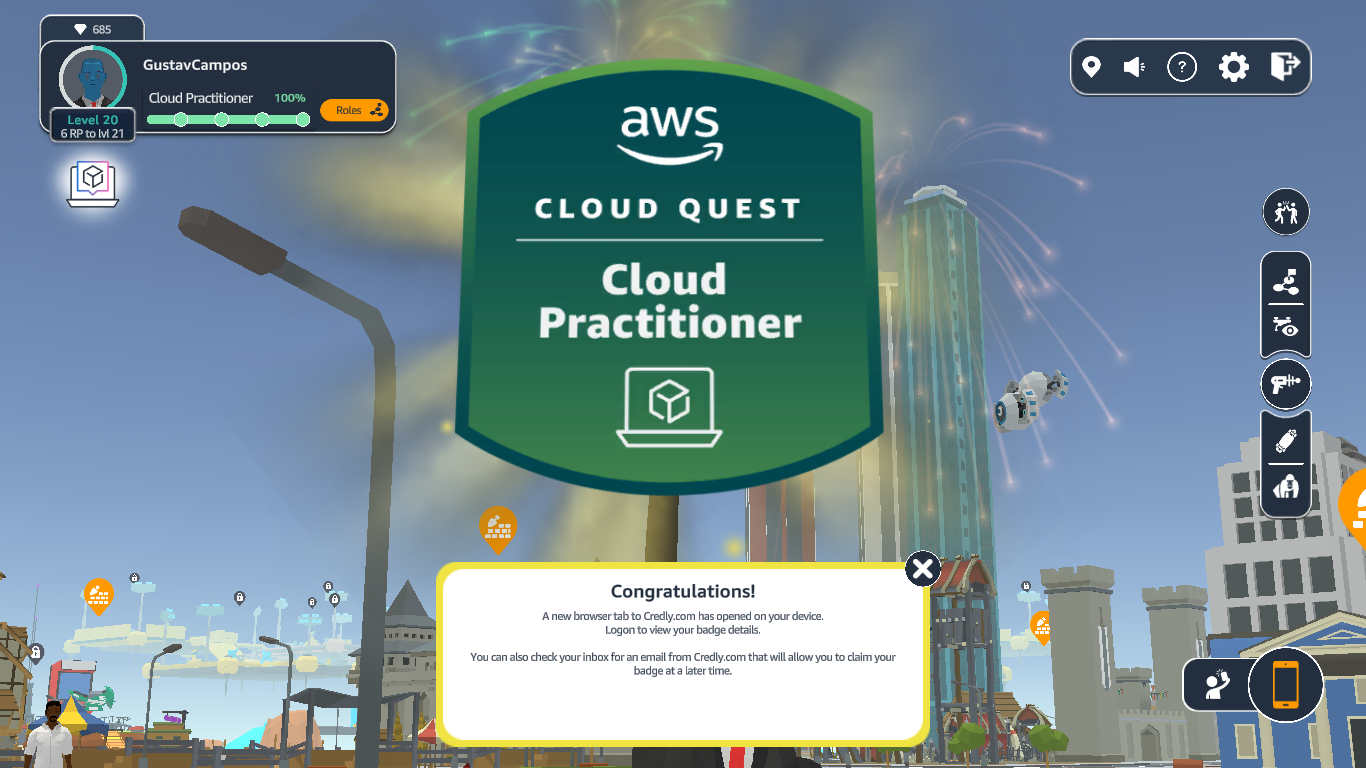 685
GustavCampos
Cloud Practitioner 100%
Roles
Level 20
6 RP to lvl 21
aws
CLOUD QUEST
Cloud
Practitioner
?
Congratulations!
A new browser tab to Credly.com has opened on your device.
Logon to view your badge details.
You can also check your inbox for an email from Credly.com that will allow you to claim your
badge at a later time.